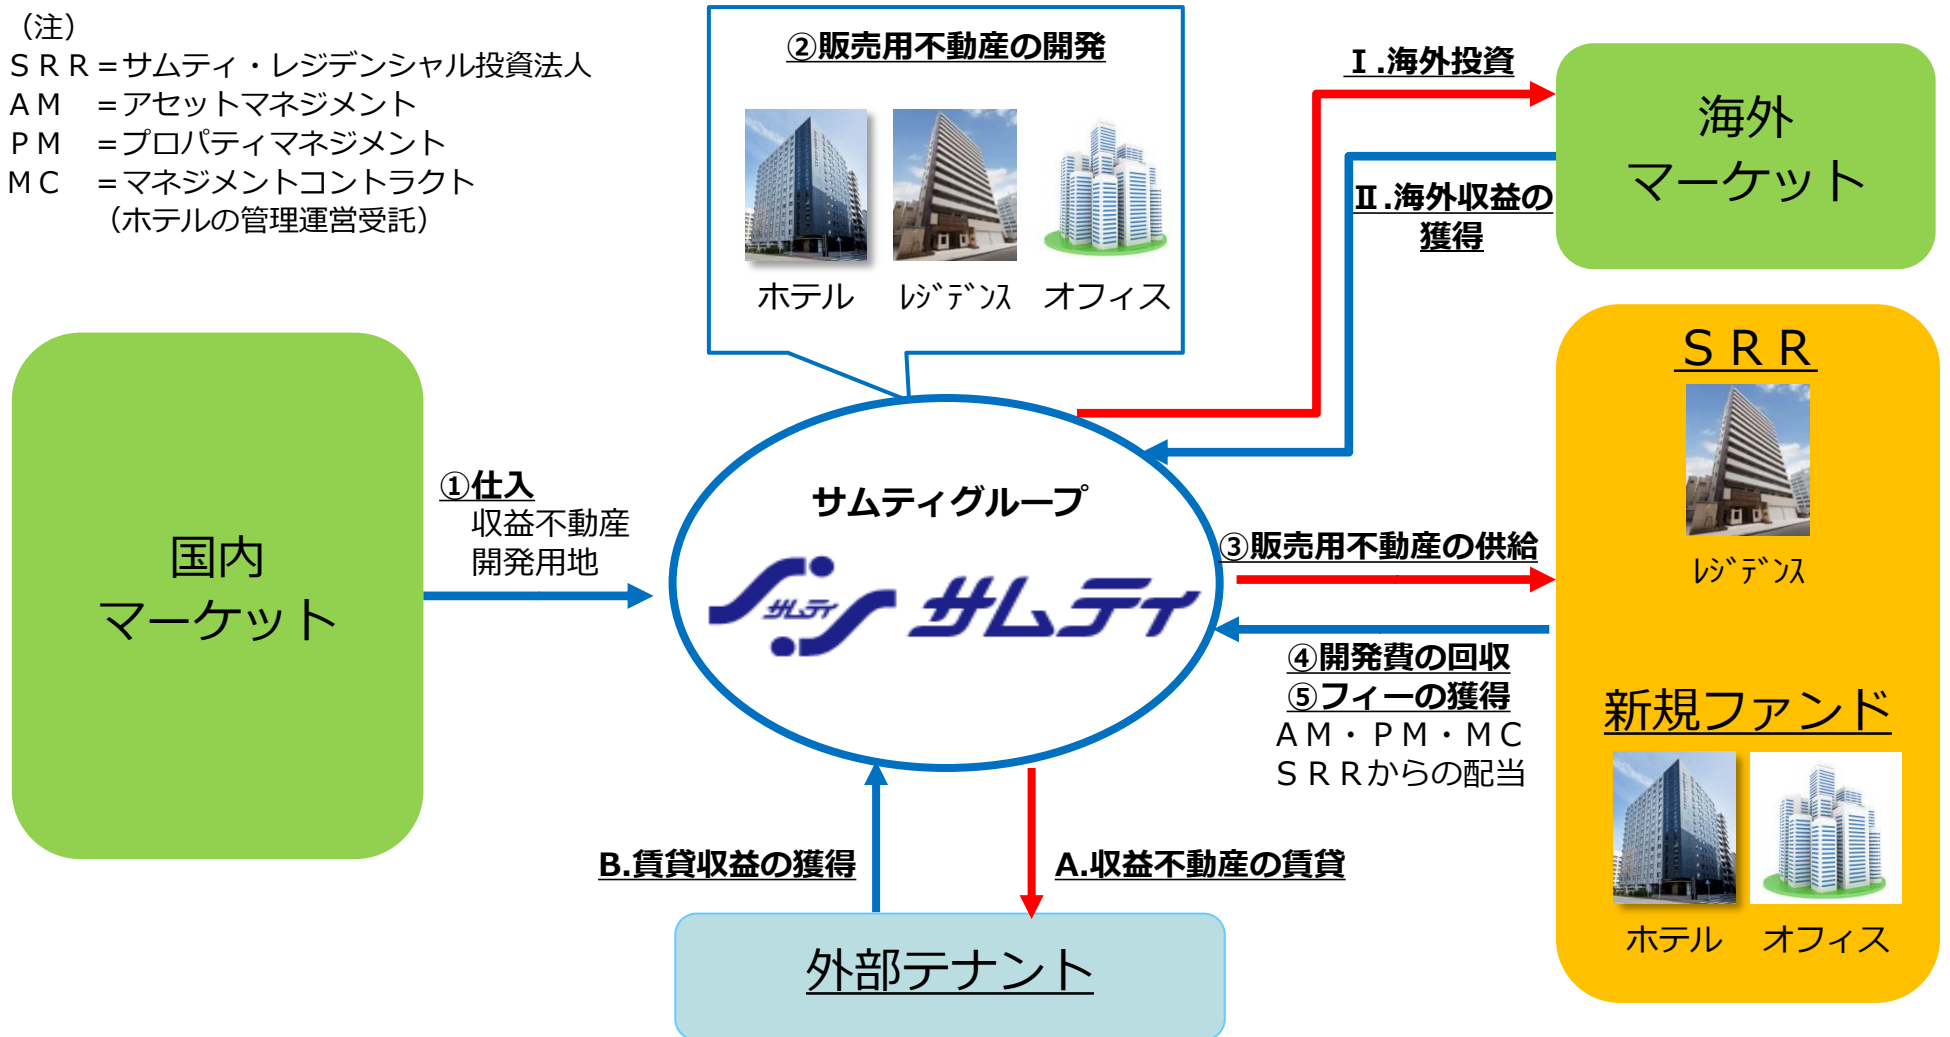 （注）
ＳＲＲ＝サムティ・レジデンシャル投資法人
ＡＭ　＝アセットマネジメント
ＰＭ　＝プロパティマネジメント
ＭＣ　＝マネジメントコントラクト
（ホテルの管理運営受託）
②販売用不動産の開発
ホテル　ﾚｼﾞﾃﾞﾝｽ　オフィス
Ⅰ.海外投資
Ⅱ.海外収益の
獲得
海外
マーケット
国内
マーケット
①仕入
収益不動産
開発用地
サムティグループ
サムティ サムティ
③販売用不動産の供給
④開発費の回収
⑤フィーの獲得
ＡＭ・ＰＭ・ＭＣ
ＳＲＲからの配当
ＳＲＲ
ﾚｼﾞﾃﾞﾝｽ
新規ファンド
ホテル　オフィス
B.賃貸収益の獲得
A.収益不動産の賃貸
外部テナント